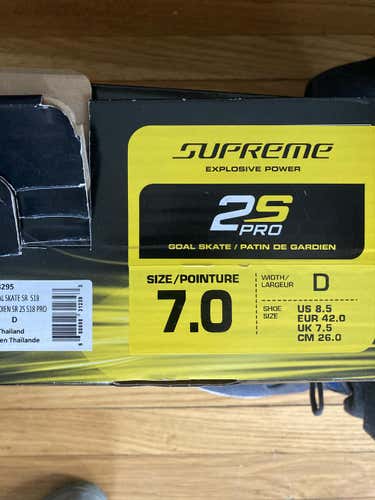 SUPREME
EXPLOSIVE POWER
2S
PRO
GOAL SKATE / PATIN DE GARDIEN
SIZE/POINTURE
7.0
WIDTH/
LARGEUR
D
SHOE
SIZE
US 8.5
EUR 42.0
UK 7.5
CM 26.0
295
AL SKATE SR S18
DIEN SR 2S S18 PRO
D
Thailand
en Thaïlande